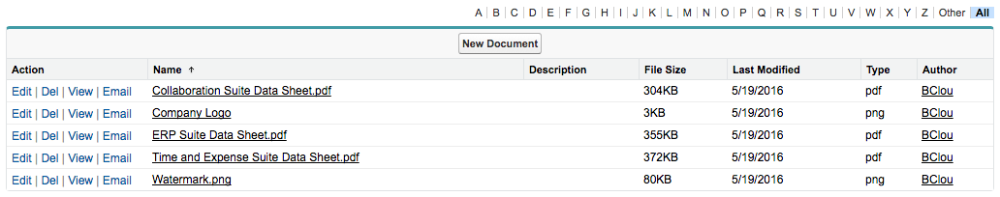 A | B | C | D | E | F | G | H | I | J | K | L | M | N | O | P | Q | R | S | T | U | V | W | X | Y | Z | Other | All
New Document
Action Name ↑ Description File Size Last Modified Type Author
Edit | Del | View | Email Collaboration Suite Data Sheet.pdf 304KB 5/19/2016 pdf BClou
Edit | Del | View | Email Company Logo 3KB 5/19/2016 png BClou
Edit | Del | View | Email ERP Suite Data Sheet.pdf 355KB 5/19/2016 pdf BClou
Edit | Del | View | Email Time and Expense Suite Data Sheet.pdf 372KB 5/19/2016 pdf BClou
Edit | Del | View | Email Watermark.png 80KB 5/19/2016 png BClou